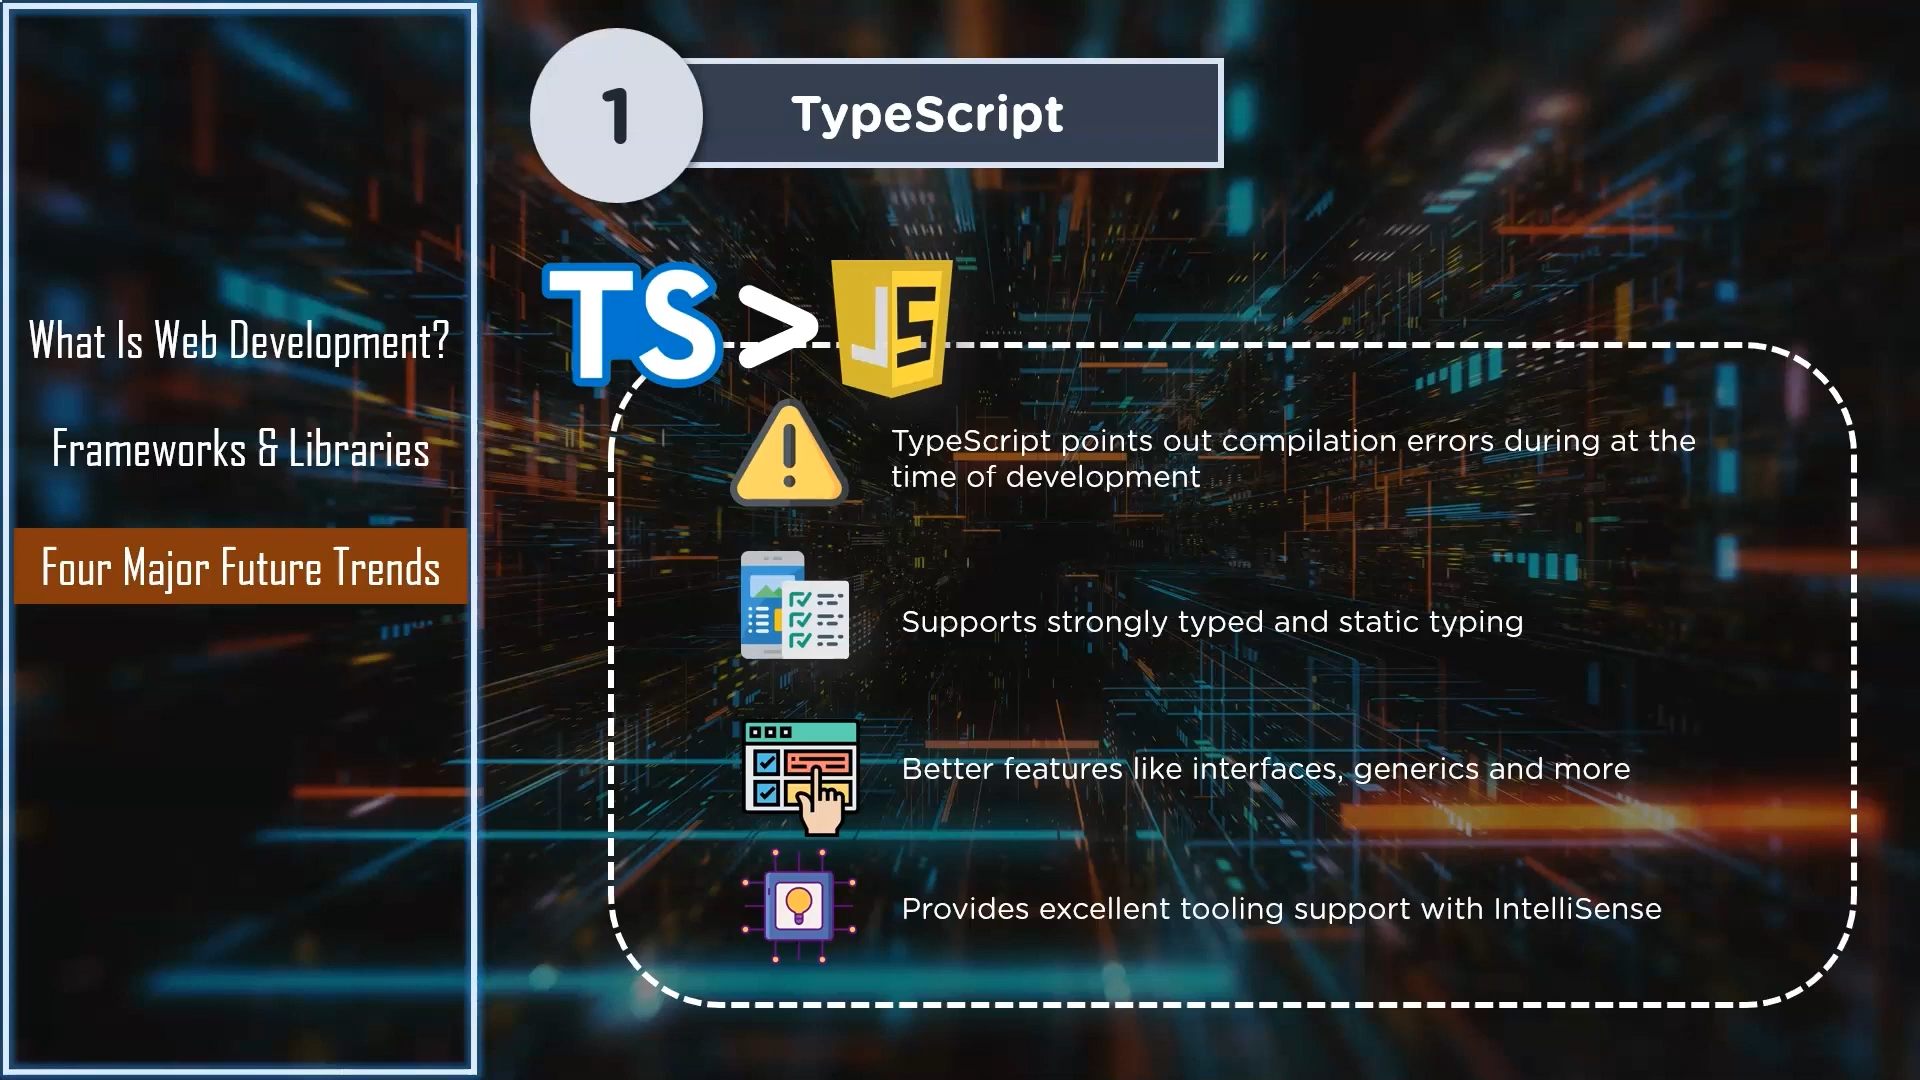 What Is Web Development?
Frameworks & Libraries
Four Major Future Trends
1
TypeScript
TS > JS
TypeScript points out compilation errors during at the
time of development
Supports strongly typed and static typing
Better features like interfaces, generics and more
Provides excellent tooling support with IntelliSense